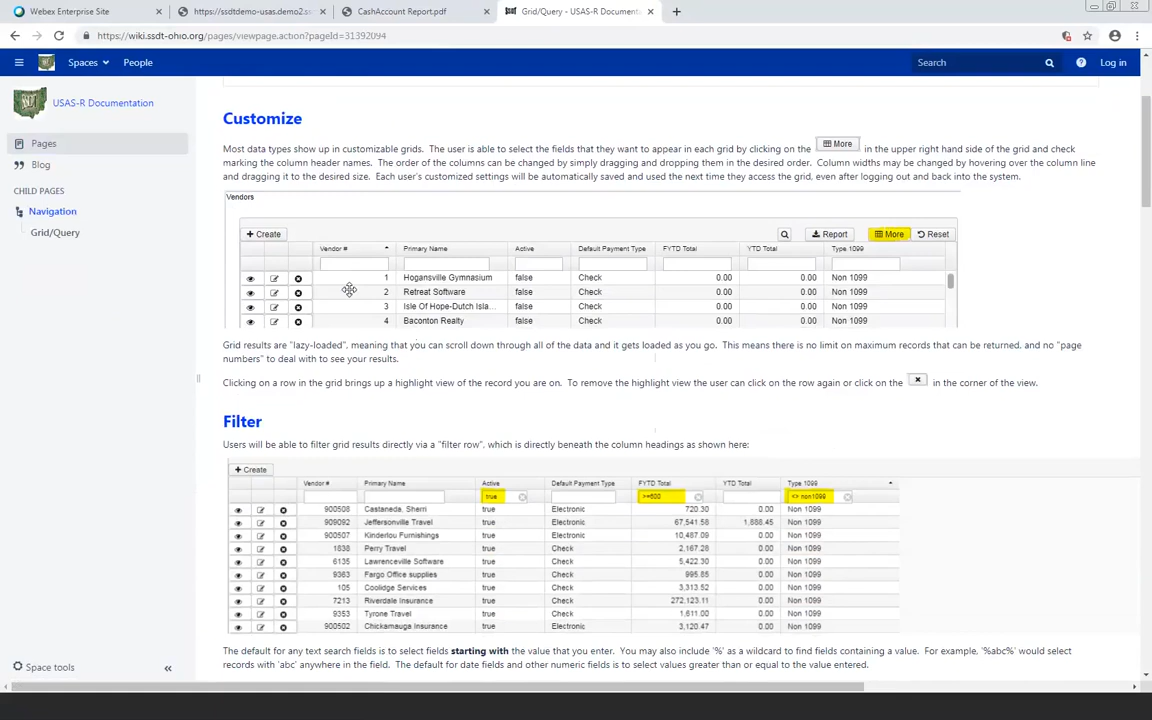 Webex Enterprise Site
https://ssdtdemo-usas.demo2.ss
CashAccount Report.pdf
Grid/Query - USAS-R Documentati
https://wiki.ssdt-ohio.org/pages/viewpage.action?pageId=31392094
Spaces
People
Search
Log in
SSDT
USAS-R Documentation
Pages
Blog
CHILD PAGES
Navigation
Grid/Query
Space tools
Customize
Most data types show up in customizable grids. The user is able to select the fields that they want to appear in each grid by clicking on the More in the upper right hand side of the grid and check
marking the column header names. The order of the columns can be changed by simply dragging and dropping them in the desired order. Column widths may be changed by hovering over the column line
and dragging it to the desired size. Each user's customized settings will be automatically saved and used the next time they access the grid, even after logging out and back into the system.
Vendors
+ Create Report More Reset
Vendor # Primary Name Active Default Payment Type FYTD Total YTD Total Type 1099
1 Hogansville Gymnasium false Check 0.00 0.00 Non 1099
2 Retreat Software false Check 0.00 0.00 Non 1099
3 Isle Of Hope-Dutch Isla... false Check 0.00 0.00 Non 1099
4 Baconton Realty false Check 0.00 0.00 Non 1099
Grid results are "lazy-loaded", meaning that you can scroll down through all of the data and it gets loaded as you go. This means there is no limit on maximum records that can be returned, and no "page
numbers" to deal with to see your results.
Clicking on a row in the grid brings up a highlight view of the record you are on. To remove the highlight view the user can click on the row again or click on the x in the corner of the view.
Filter
Users will be able to filter grid results directly via a "filter row", which is directly beneath the column headings as shown here:
+ Create
Vendor # Primary Name Active Default Payment Type FYTD Total YTD Total Type 1099
true >=600 <> non1099
900508 Castaneda, Sherri true Electronic 720.30 0.00 Non 1099
909092 Jeffersonville Travel true Electronic 67,541.58 1,888.45 Non 1099
900507 Kinderlou Furnishings true Electronic 10,467.09 0.00 Non 1099
1838 Perry Travel true Check 2,167.28 0.00 Non 1099
6135 Lawrenceville Software true Check 5,422.30 0.00 Non 1099
9363 Fargo Office supplies true Check 995.85 0.00 Non 1099
105 Coolidge Services true Check 3,313.52 0.00 Non 1099
7213 Riverdale Insurance true Check 272,123.11 0.00 Non 1099
9353 Tyrone Travel true Check 1,611.00 0.00 Non 1099
900502 Chickamauga Insurance true Electronic 3,120.47 0.00 Non 1099
The default for any text search fields is to select fields starting with the value that you enter. You may also include '%' as a wildcard to find fields containing a value. For example, '%abc%' would select
records with 'abc' anywhere in the field. The default for date fields and other numeric fields is to select values greater than or equal to the value entered.